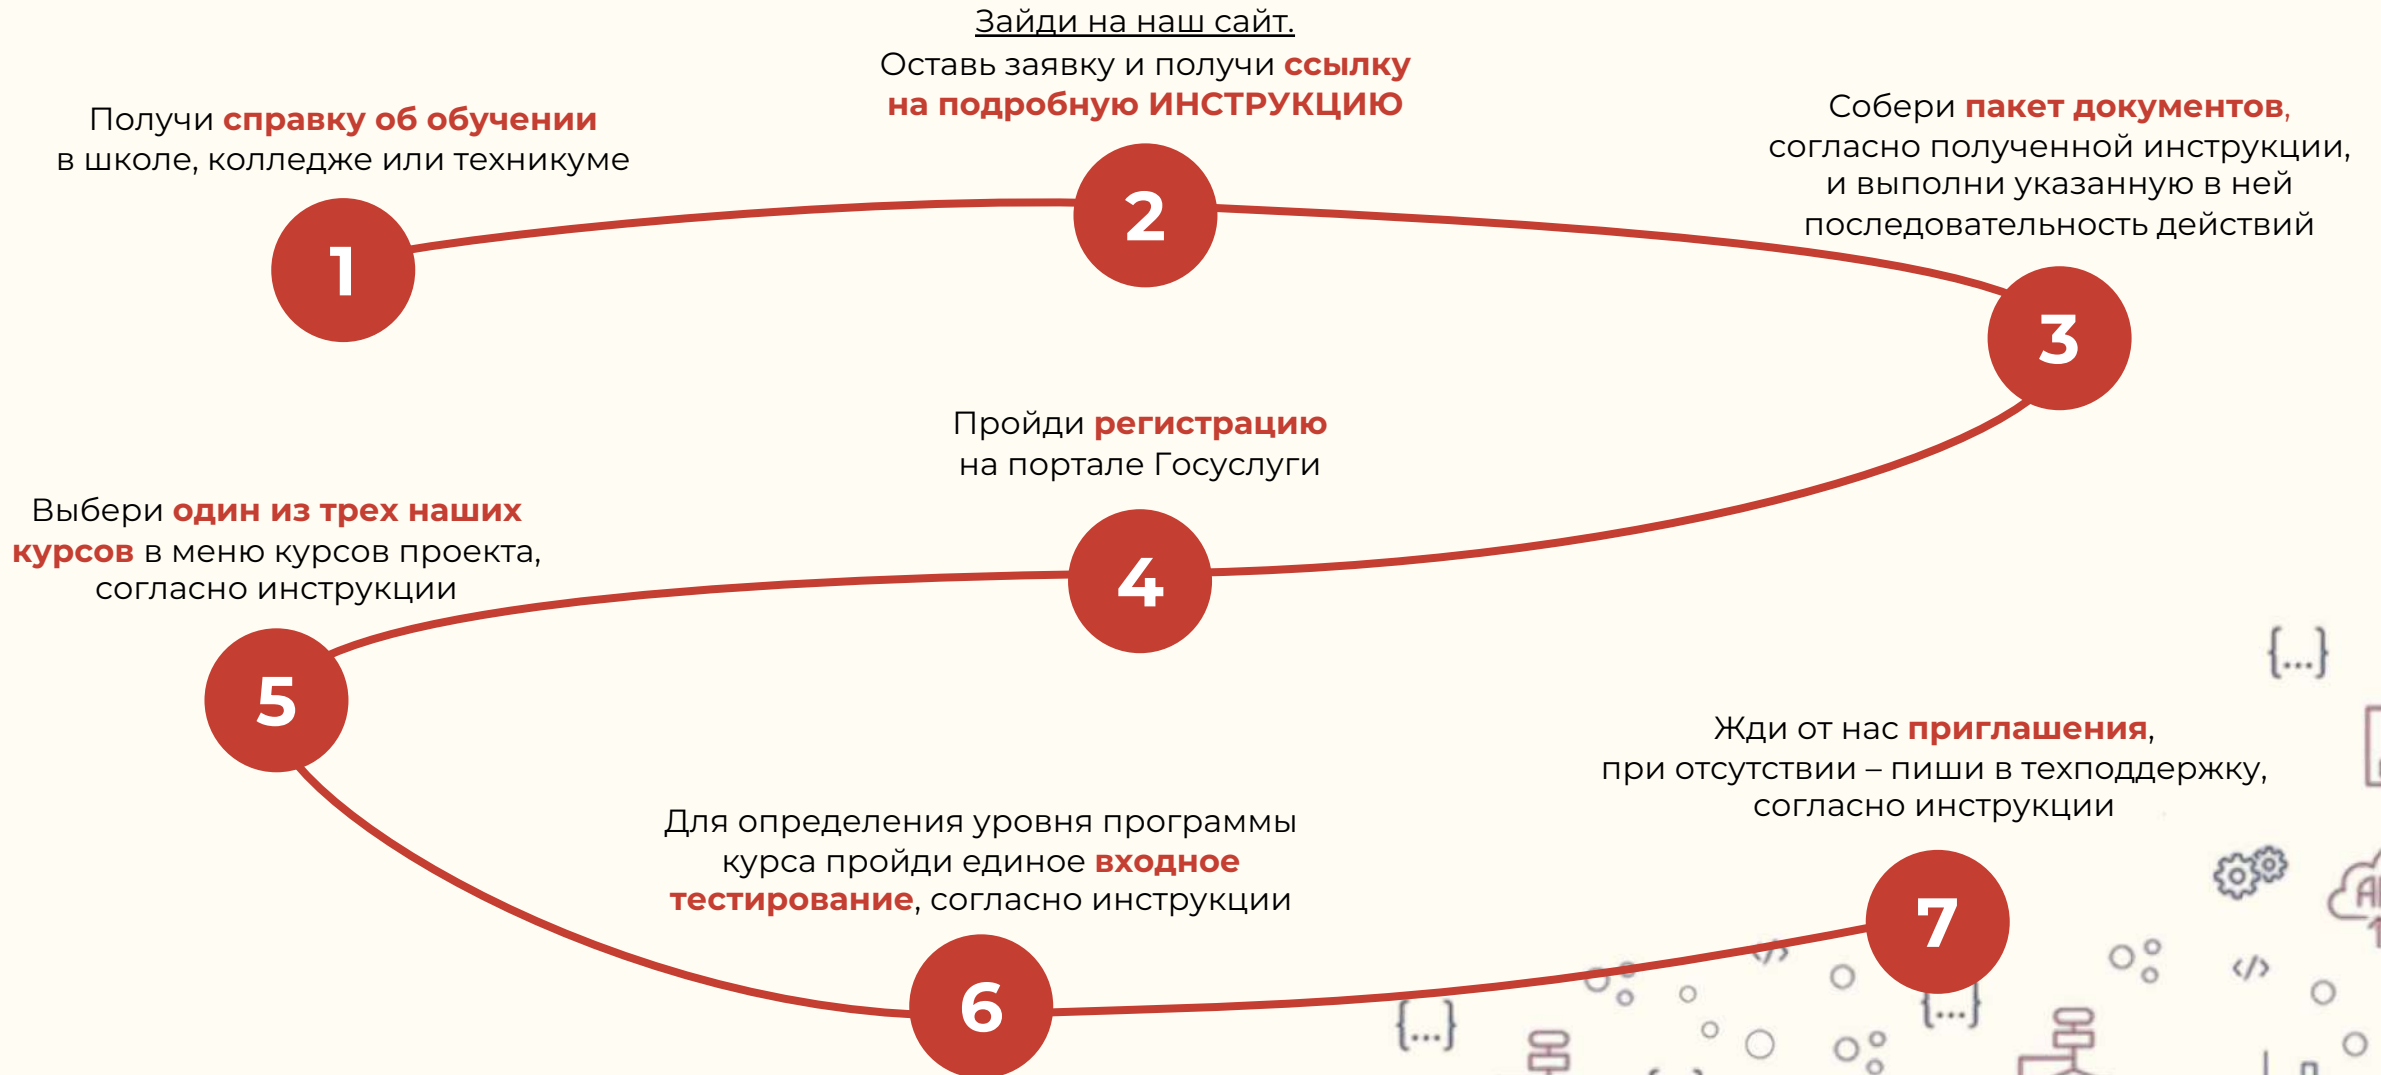 Получи справку об обучении
в школе, колледже или техникуме
1
Зайди на наш сайт.
Оставь заявку и получи ссылку
на подробную ИНСТРУКЦИЮ
2
Собери пакет документов,
согласно полученной инструкции,
и выполни указанную в ней
последовательность действий
3
Пройди регистрацию
на портале Госуслуги
4
Выбери один из трех наших
курсов в меню курсов проекта,
согласно инструкции
5
Для определения уровня программы
курса пройди единое входное
тестирование, согласно инструкции
6
Жди от нас приглашения,
при отсутствии – пиши в техподдержку,
согласно инструкции
7
{...}
</>
</>
{...}
{...}